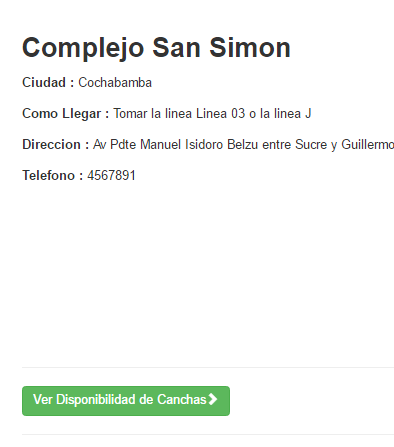 Complejo San Simon
Ciudad : Cochabamba
Como Llegar : Tomar la linea Linea 03 o la linea J
Direccion : Av Pdte Manuel Isidoro Belzu entre Sucre y Guillermo
Telefono : 4567891
Ver Disponibilidad de Canchas